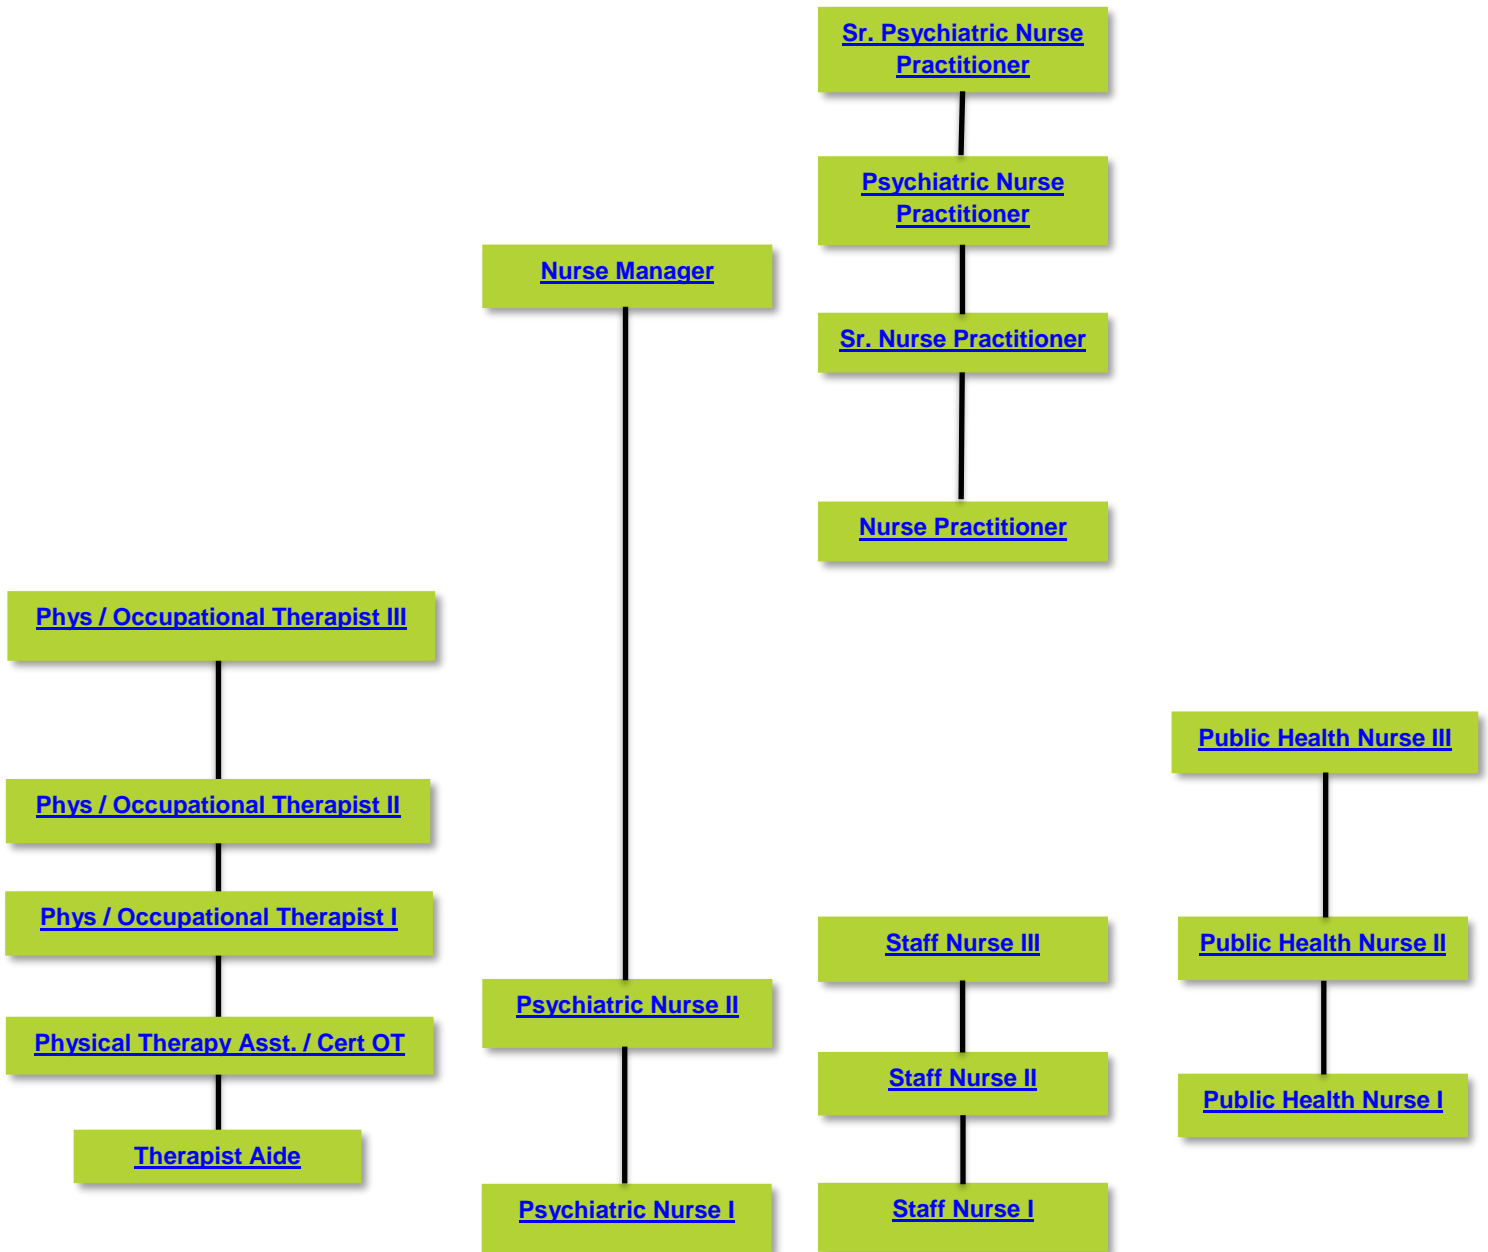 Sr. Psychiatric Nurse
Practitioner
Psychiatric Nurse
Practitioner
Nurse Manager
Sr. Nurse Practitioner
Nurse Practitioner
Phys / Occupational Therapist III
Public Health Nurse III
Phys / Occupational Therapist II
Phys / Occupational Therapist I
Staff Nurse III
Public Health Nurse II
Psychiatric Nurse II
Physical Therapy Asst. / Cert OT
Staff Nurse II
Public Health Nurse I
Therapist Aide
Psychiatric Nurse I
Staff Nurse I